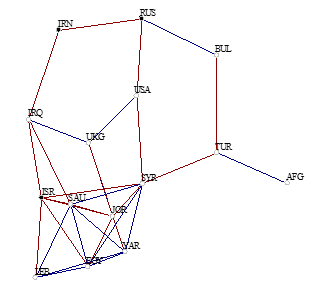 RUS
IRN
BUL
USA
IRQ
UKG
TUR
AFG
SYR
ISR
SAU
JOR
YAR
EGY
LEB